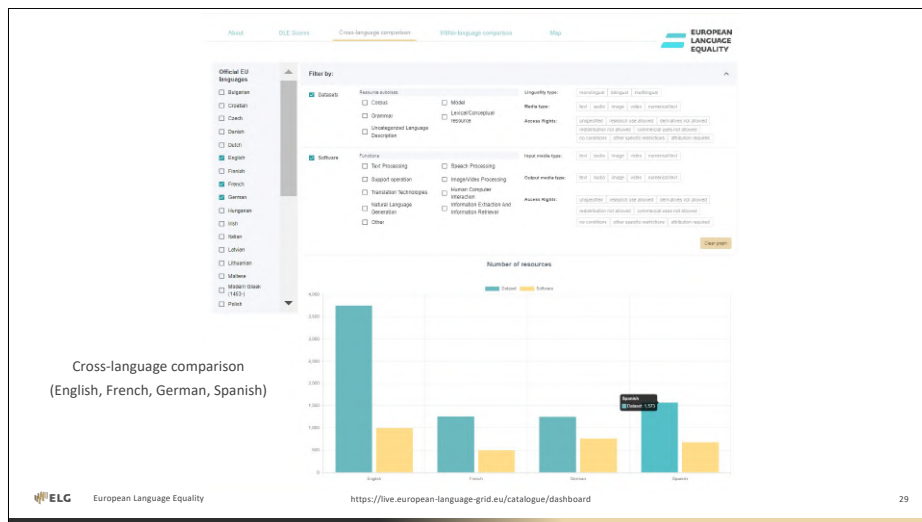 About DLE Scores Cross-language comparison Within-language comparison Map
EUROPEAN
LANGUAGE
EQUALITY
Official EU
languages
Bulgarian
Croatian
Czech
Danish
Dutch
English
Finnish
French
German
Hungarian
Irish
Italian
Latvian
Lithuanian
Maltese
Modern Greek
(1453-)
Polish
Filter by:
Datasets
Resource subclass
Corpus
Grammar
Uncategorized Language
Description
Model
Lexical/Conceptual
resource
Linguality type: monolingual bilingual multilingual
Media type: text audio image video numerical text
Access Rights: unspecified research use allowed derivatives not allowed
redistribution not allowed commercial uses not allowed
no conditions other specific restrictions attribution required
Software
Functions
Text Processing
Support operation
Translation Technologies
Natural Language
Generation
Other
Speech Processing
Image/Video Processing
Human Computer
Interaction
Information Extraction And
Information Retrieval
Input media type: text audio image video numerical text
Output media type: text audio image video numerical text
Access Rights: unspecified research use allowed derivatives not allowed
redistribution not allowed commercial uses not allowed
no conditions other specific restrictions attribution required
Clear graph
Number of resources
Dataset Software
4,000
3,500
3,000
2,500
2,000
1,500
1,000
500
0
Spanish
Dataset: 1,573
English French German Spanish
Cross-language comparison
(English, French, German, Spanish)
ELG European Language Equality https://live.european-language-grid.eu/catalogue/dashboard 29